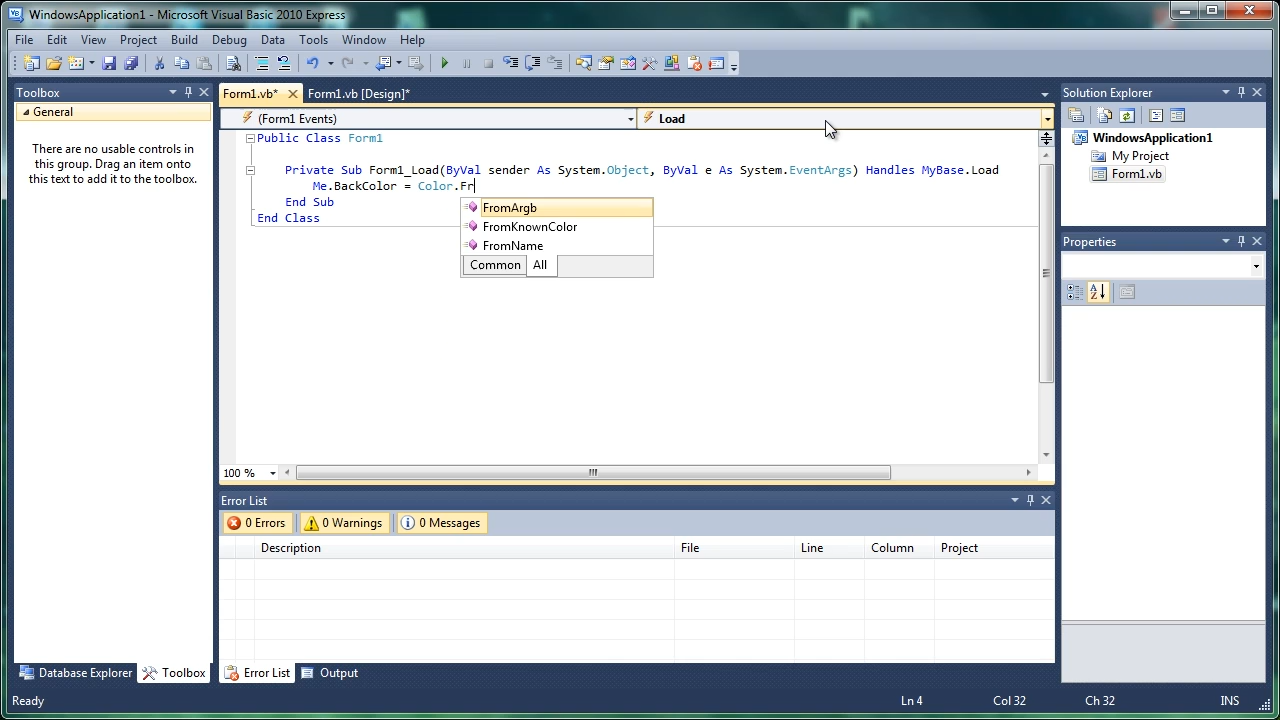 WindowsApplication1 - Microsoft Visual Basic 2010 Express
File Edit View Project Build Debug Data Tools Window Help
Toolbox
General
There are no usable controls in
this group. Drag an item onto
this text to add it to the toolbox.
Database Explorer Toolbox
Form1.vb* Form1.vb [Design]*
(Form1 Events) Load
Public Class Form1
Private Sub Form1_Load(ByVal sender As System.Object, ByVal e As System.EventArgs) Handles MyBase.Load
Me.BackColor = Color.Fr
End Sub
End Class
FromArgb
FromKnownColor
FromName
Common All
100 %
Error List
0 Errors 0 Warnings 0 Messages
Description File Line Column Project
Error List Output
Solution Explorer
WindowsApplication1
My Project
Form1.vb
Properties
Ready Ln 4 Col 32 Ch 32 INS